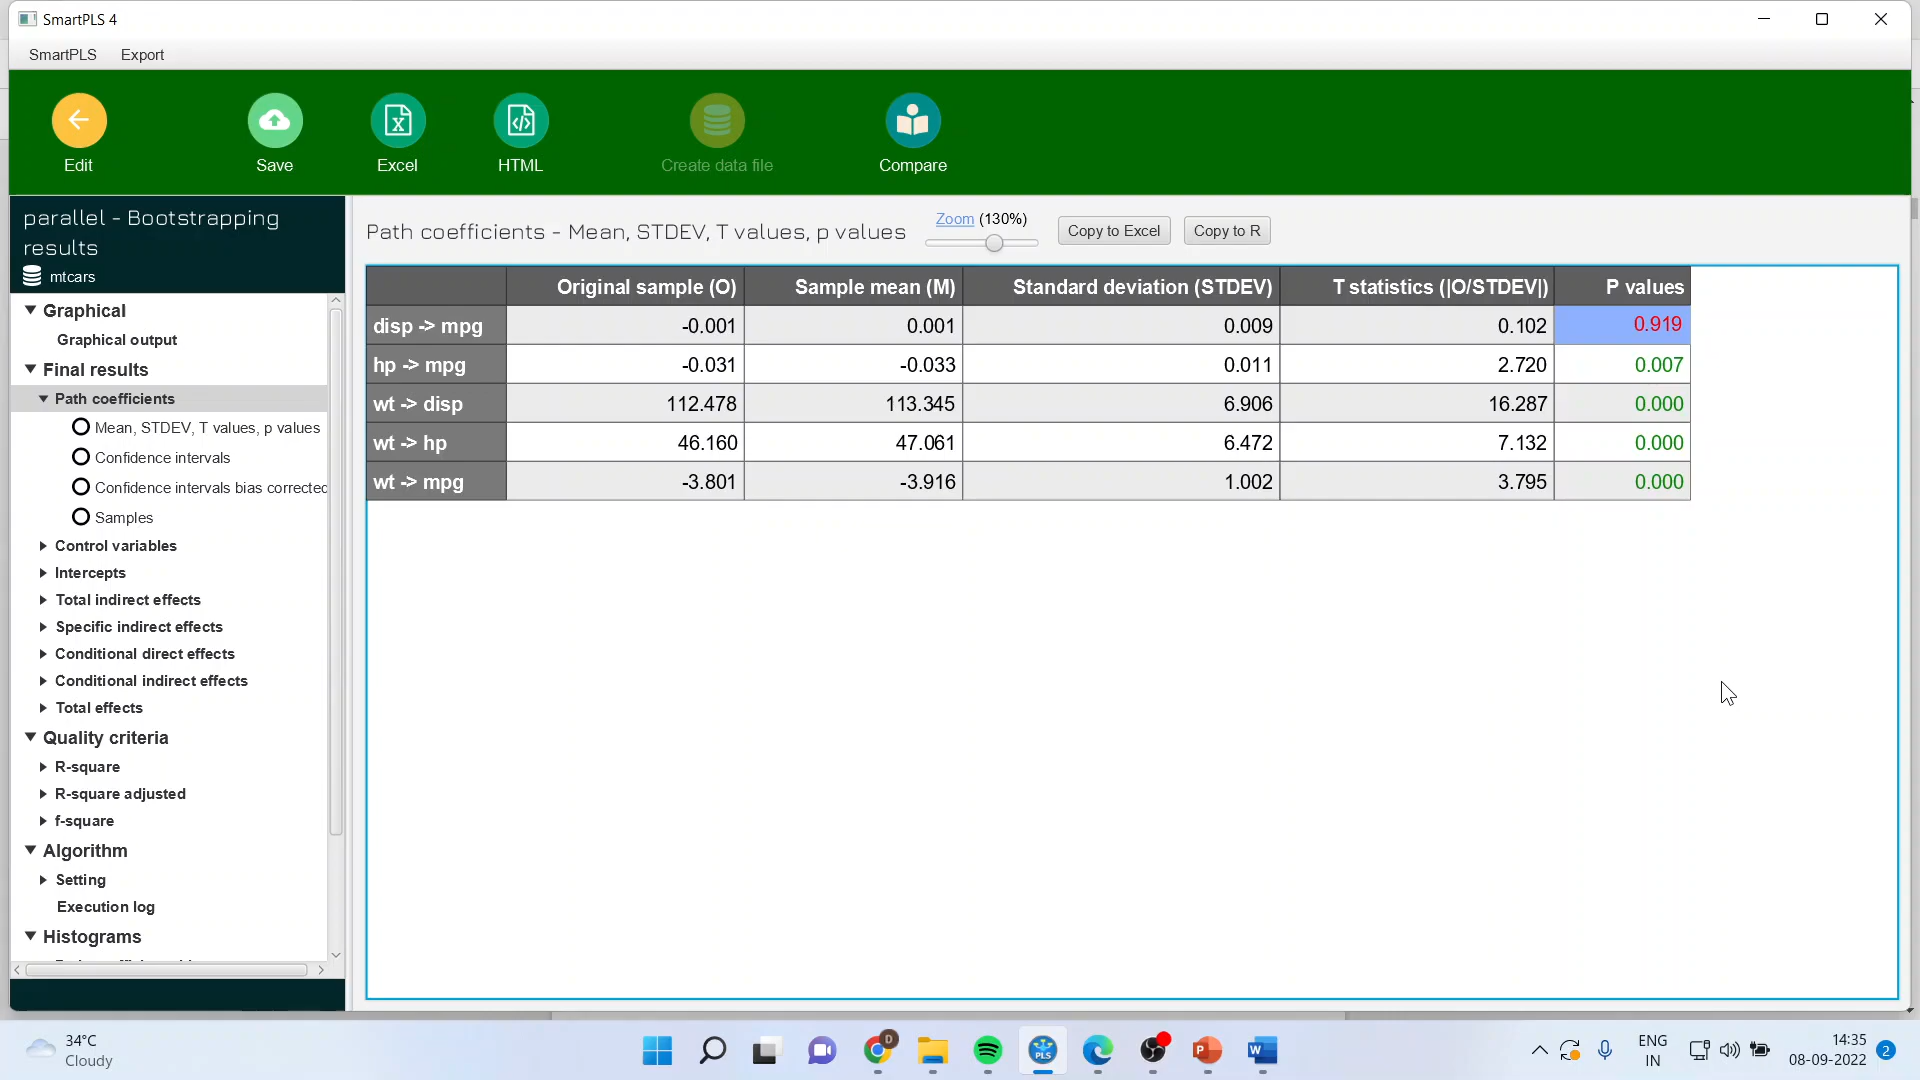 SmartPLS 4
SmartPLS Export
Edit Save Excel HTML Create data file Compare
parallel - Bootstrapping
results
mtcars
Graphical
Graphical output
Final results
Path coefficients
Mean, STDEV, T values, p values
Confidence intervals
Confidence intervals bias corrected
Samples
Control variables
Intercepts
Total indirect effects
Specific indirect effects
Conditional direct effects
Conditional indirect effects
Total effects
Quality criteria
R-square
R-square adjusted
f-square
Algorithm
Setting
Execution log
Histograms
Path coefficients - Mean, STDEV, T values, p values
Zoom (130%)
Copy to Excel Copy to R
Original sample (O) Sample mean (M) Standard deviation (STDEV) T statistics (|O/STDEV|) P values
disp -> mpg -0.001 0.001 0.009 0.102 0.919
hp -> mpg -0.031 -0.033 0.011 2.720 0.007
wt -> disp 112.478 113.345 6.906 16.287 0.000
wt -> hp 46.160 47.061 6.472 7.132 0.000
wt -> mpg -3.801 -3.916 1.002 3.795 0.000
34°C
Cloudy
D
PLS
P
W
ENG
IN
14:35
08-09-2022
2